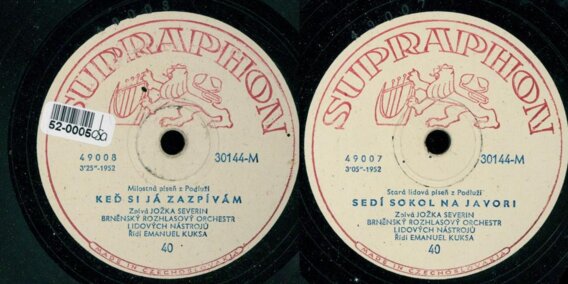 49008
SUPRAPHON
52-0005
49008
3'25"-1952
30144-M
Milostná píseň z Podluží
KEĎ SI JÁ ZAZPÍVÁM
Zpívá JOŽKA SEVERIN
BRNĚNSKÝ ROZHLASOVÝ ORCHESTR
LIDOVÝCH NÁSTROJŮ
Řídí EMANUEL KUKSA
40
MADE IN CZECHOSLOVAKIA
49007
SUPRAPHON
49007
3'05"-1952
30144-M
Stará lidová píseň z Podluží
SEDÍ SOKOL NA JAVORI
Zpívá JOŽKA SEVERIN
BRNĚNSKÝ ROZHLASOVÝ ORCHESTR
LIDOVÝCH NÁSTROJŮ
Řídí EMANUEL KUKSA
40
MADE IN CZECHOSLOVAKIA